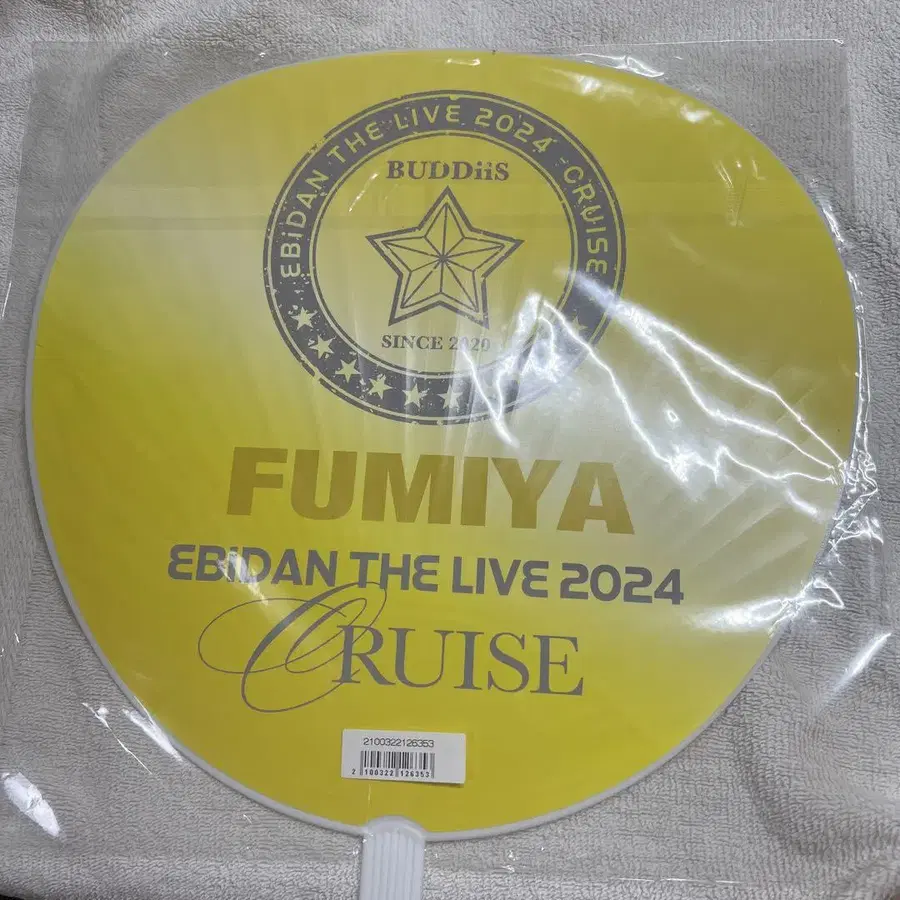 EBiDAN THE LIVE 2024 -CRUISE
BUDDiiS
SINCE 2020
FUMIYA
EBiDAN THE LIVE 2024
CRUISE
2100322126353
2 100322 126353